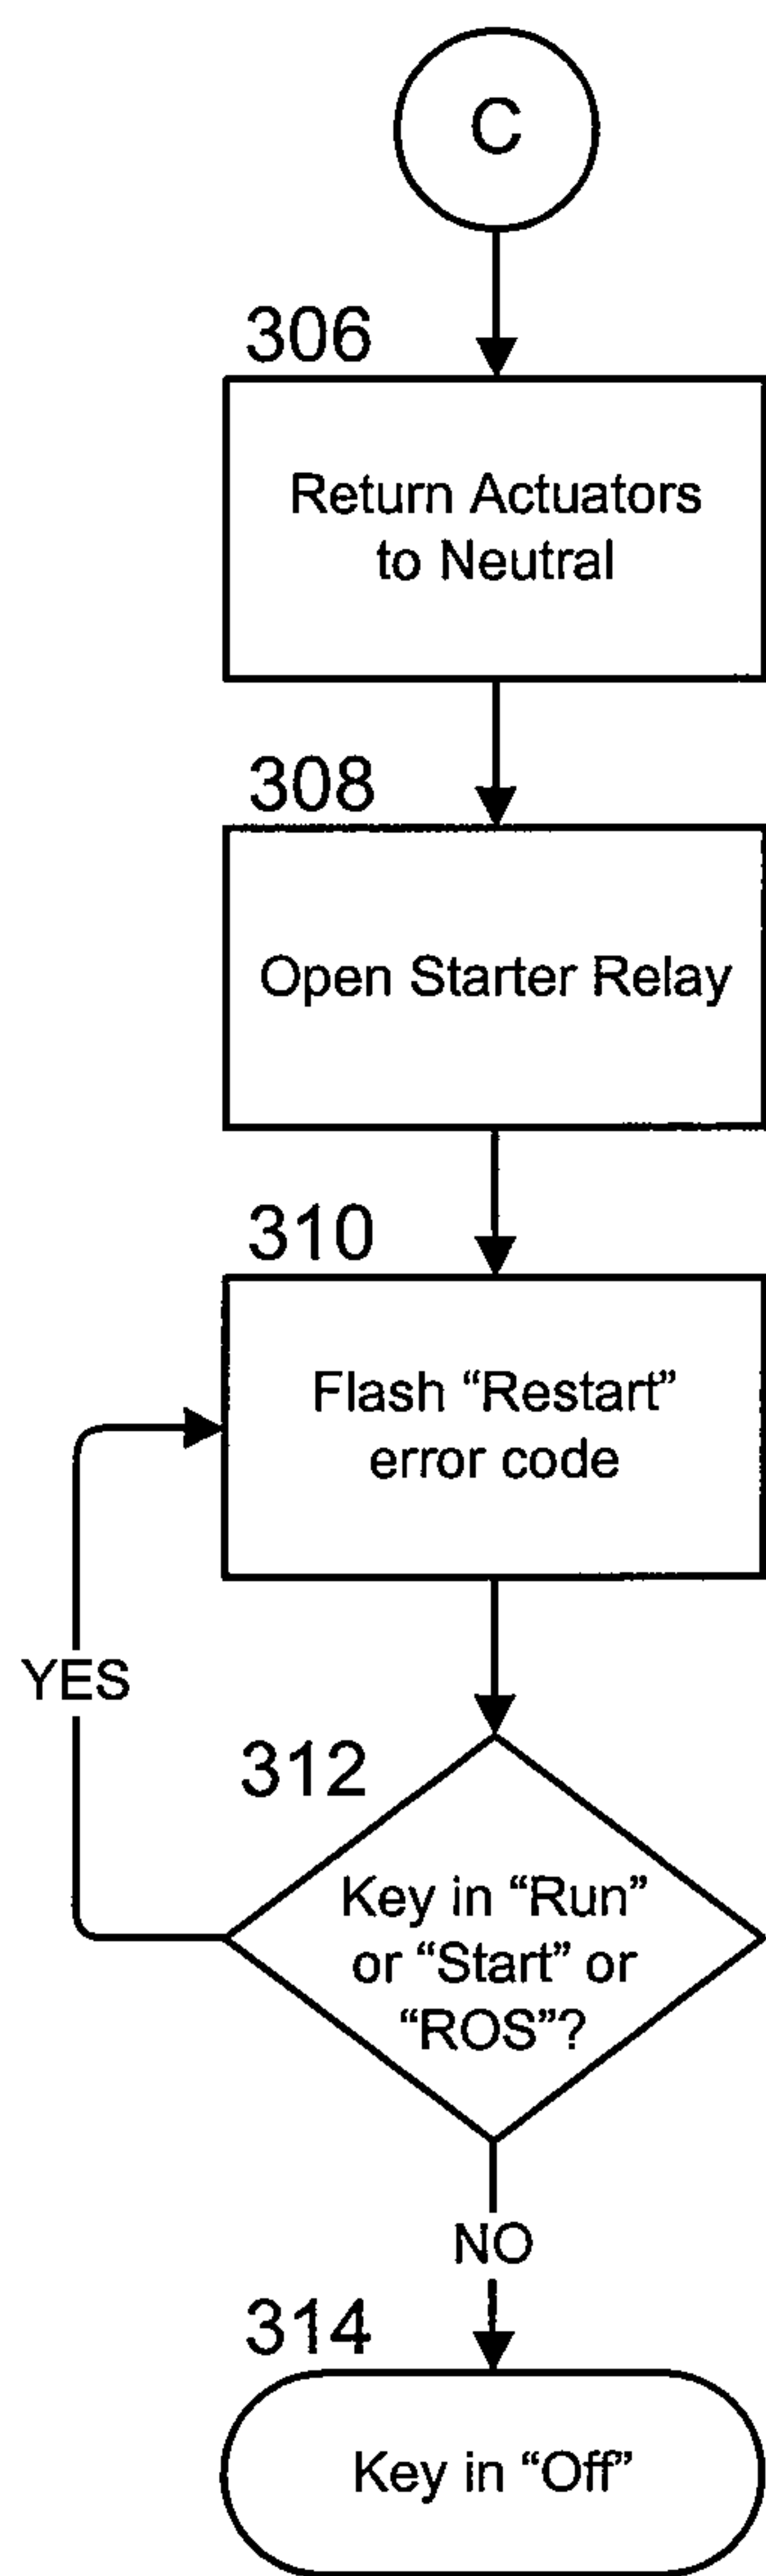 C
306
Return Actuators
to Neutral
308
Open Starter Relay
310
Flash “Restart”
error code
YES
312
Key in “Run”
or “Start” or
“ROS”?
NO
314
Key in “Off”